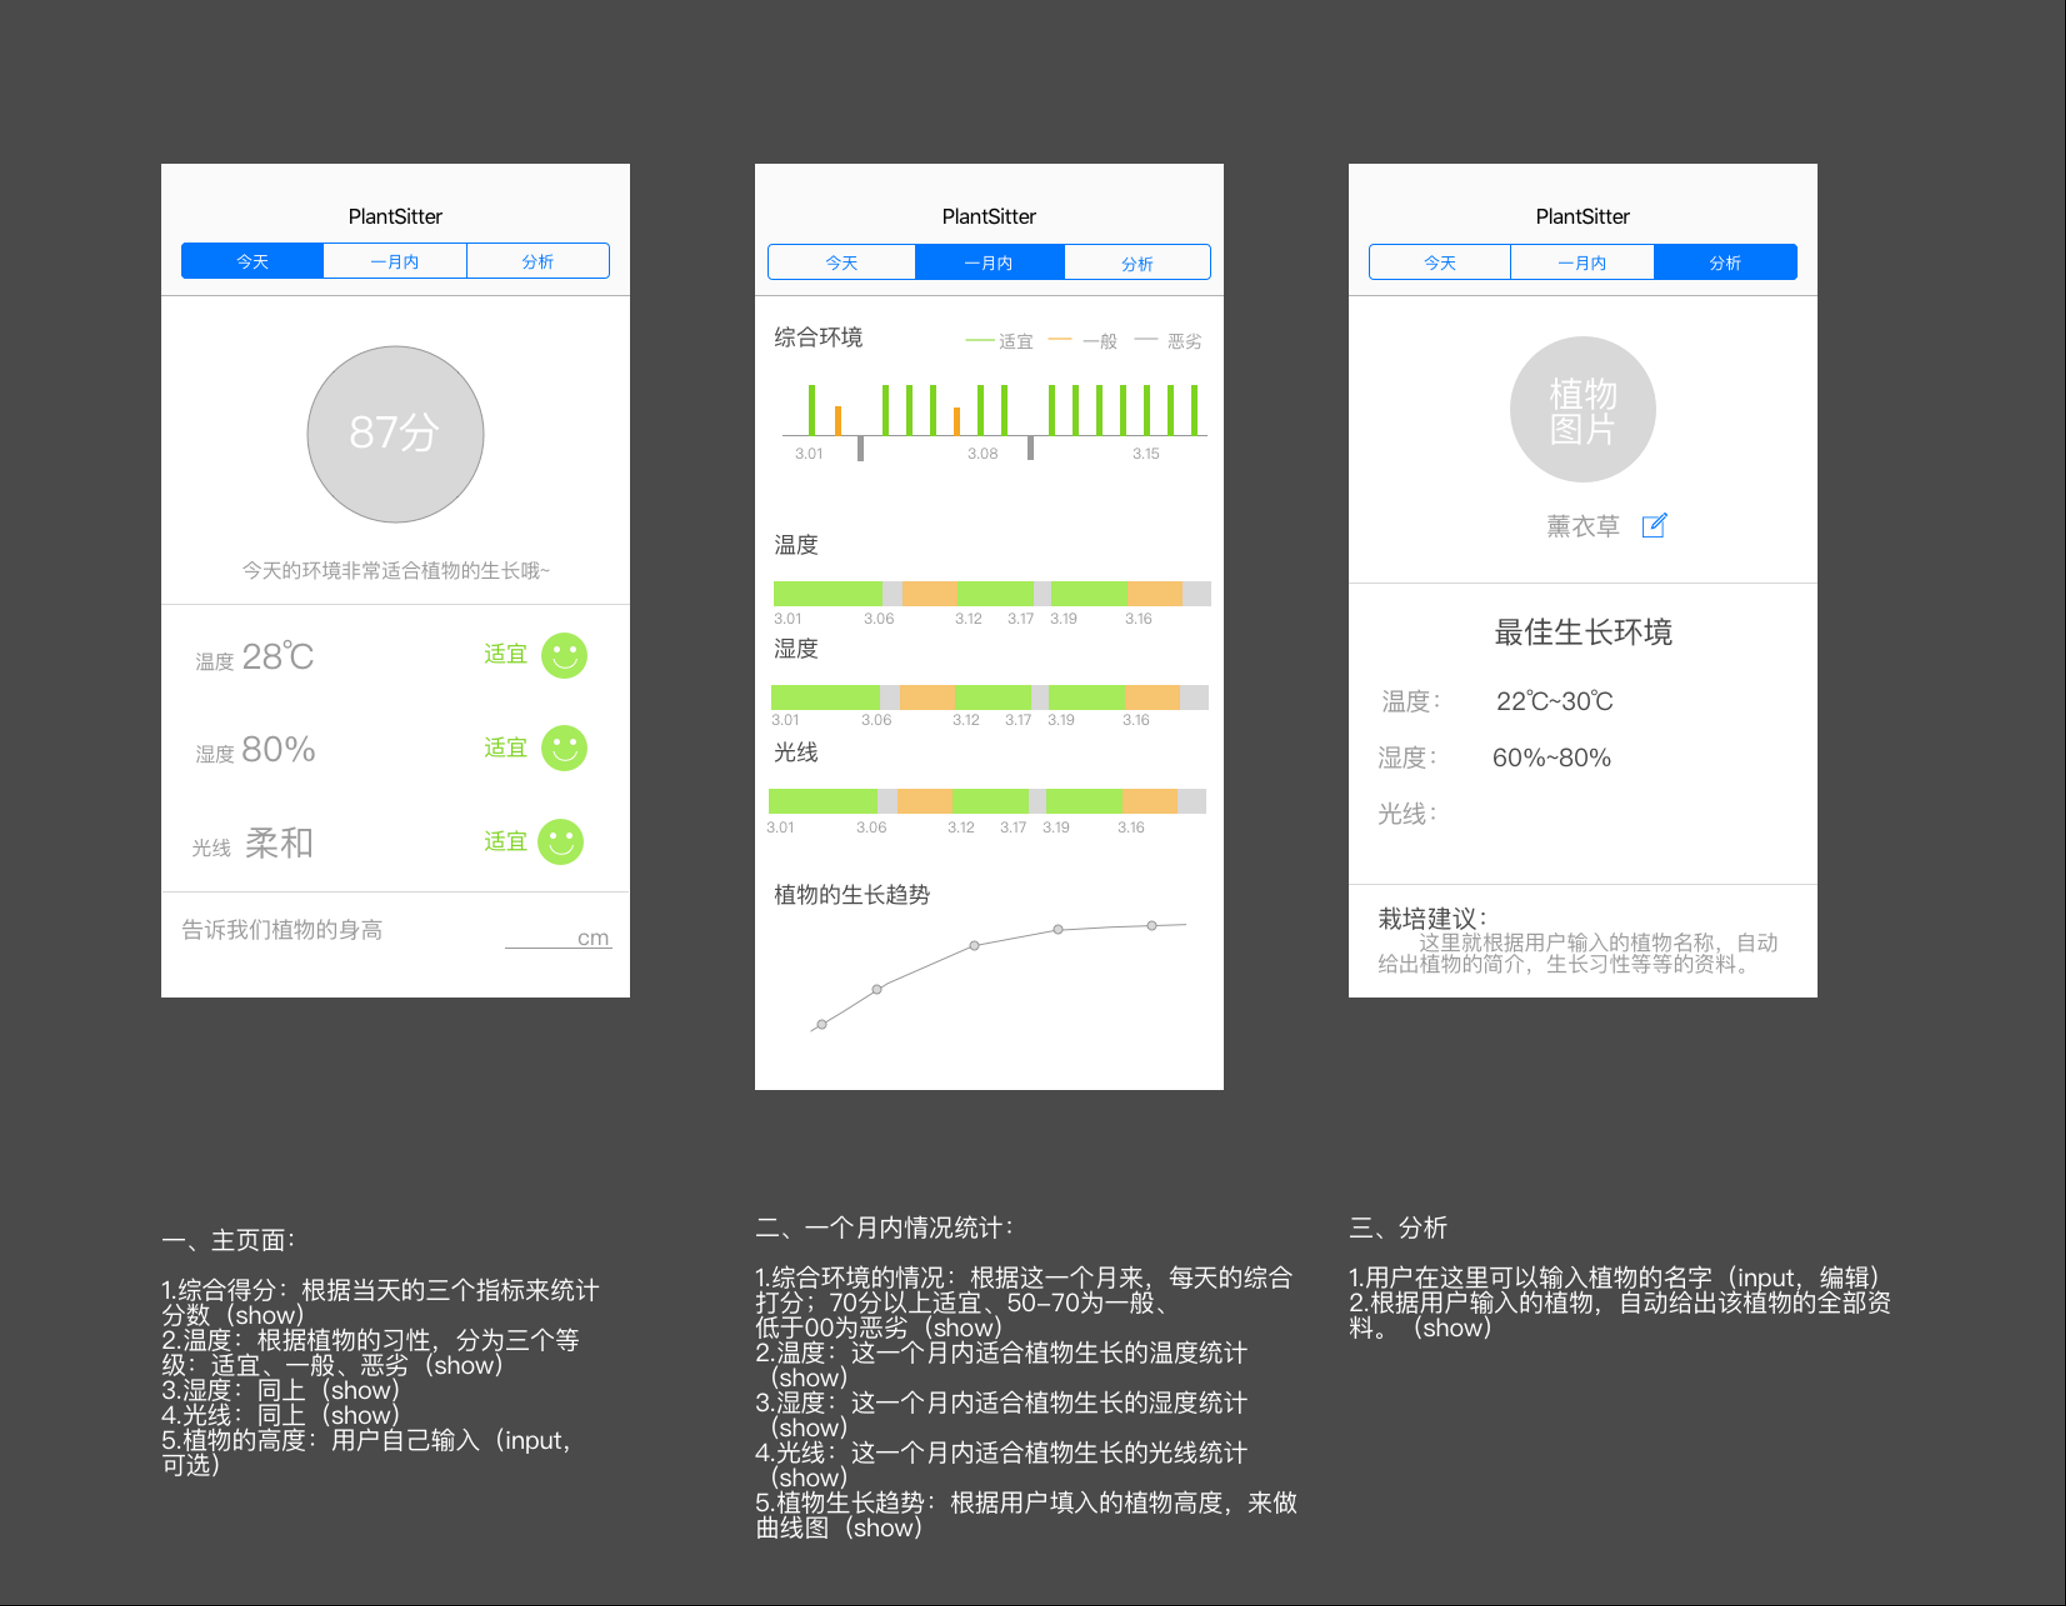 PlantSitter
今天 一月内 分析
87分
今天的环境非常适合植物的生长哦~
温度 28℃ 适宜
湿度 80% 适宜
光线 柔和 适宜
告诉我们植物的身高 cm
PlantSitter
今天 一月内 分析
综合环境 适宜 一般 恶劣
3.01 3.08 3.15
温度
3.01 3.06 3.12 3.17 3.19 3.16
湿度
3.01 3.06 3.12 3.17 3.19 3.16
光线
3.01 3.06 3.12 3.17 3.19 3.16
植物的生长趋势
PlantSitter
今天 一月内 分析
植物
图片
薰衣草
最佳生长环境
温度： 22℃~30℃
湿度： 60%~80%
光线：
栽培建议：
这里就根据用户输入的植物名称，自动
给出植物的简介，生长习性等等的资料。
一、主页面：
1.综合得分：根据当天的三个指标来统计
分数（show）
2.温度：根据植物的习性，分为三个等
级：适宜、一般、恶劣（show）
3.湿度：同上（show）
4.光线：同上（show）
5.植物的高度：用户自己输入（input，
可选）
二、一个月内情况统计：
1.综合环境的情况：根据这一个月来，每天的综合
打分；70分以上适宜、50-70为一般、
低于00为恶劣（show）
2.温度：这一个月内适合植物生长的温度统计
（show）
3.湿度：这一个月内适合植物生长的湿度统计
（show）
4.光线：这一个月内适合植物生长的光线统计
（show）
5.植物生长趋势：根据用户填入的植物高度，来做
曲线图（show）
三、分析
1.用户在这里可以输入植物的名字（input，编辑）
2.根据用户输入的植物，自动给出该植物的全部资
料。（show）